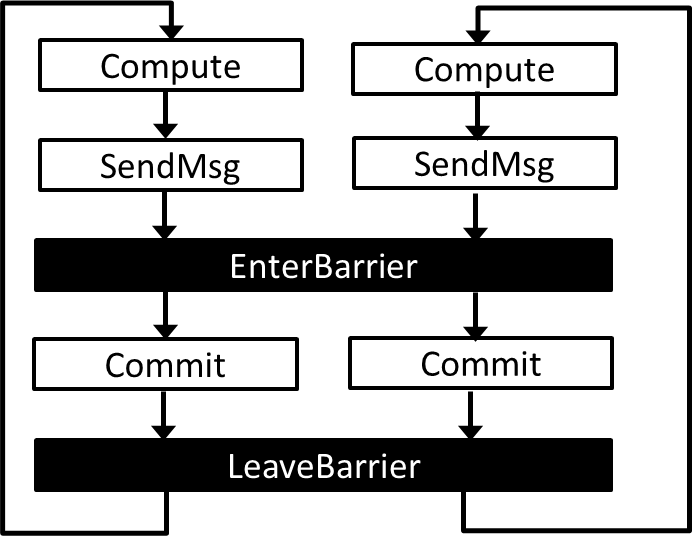 Compute
Compute
SendMsg
SendMsg
EnterBarrier
Commit
Commit
LeaveBarrier